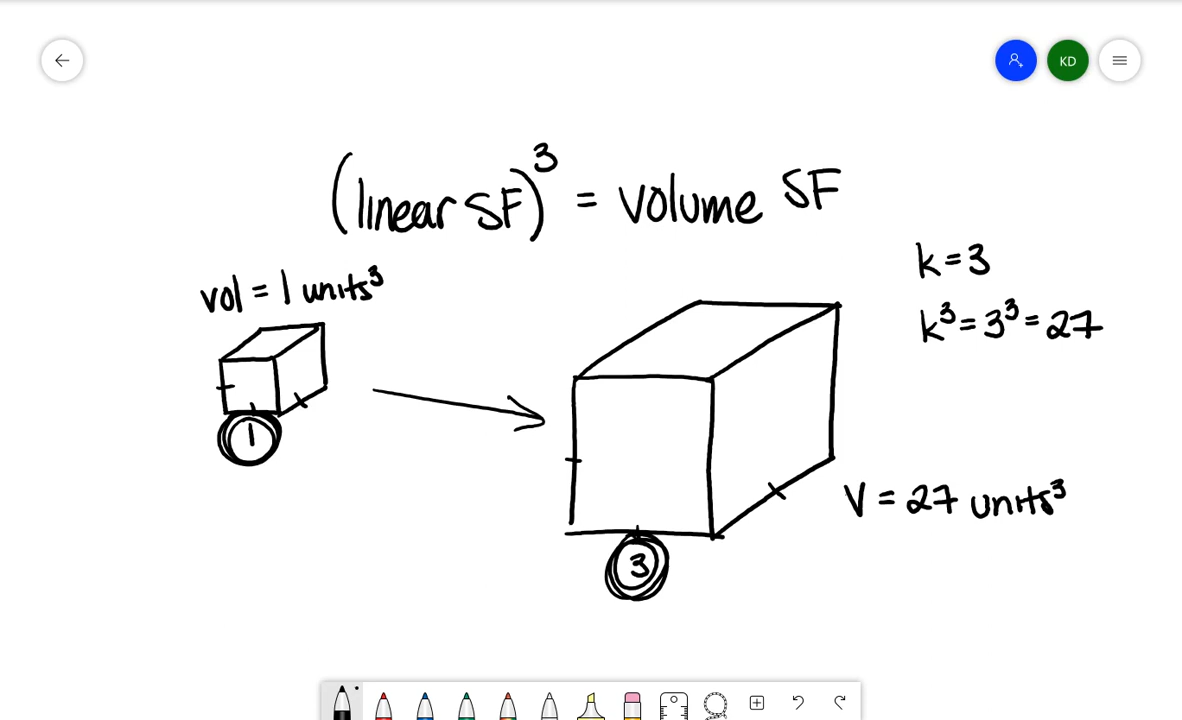 KD
(linear SF)³ = volume SF
k = 3
vol = 1 units³
k³ = 3³ = 27
1
V = 27 units³
3